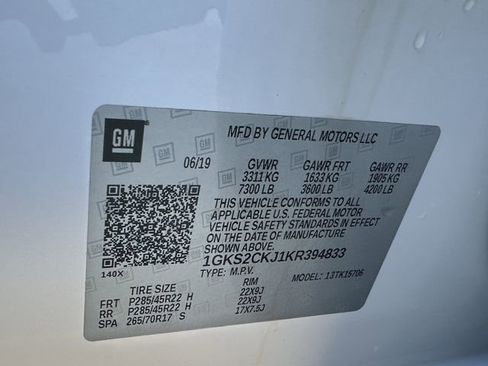 GM
MFD BY GENERAL MOTORS LLC
06/19 GVWR GAWR FRT GAWR RR
3311 KG 1633 KG 1905 KG
7300 LB 3600 LB 4200 LB
THIS VEHICLE CONFORMS TO ALL
APPLICABLE U.S. FEDERAL MOTOR
VEHICLE SAFETY STANDARDS IN EFFECT
ON THE DATE OF MANUFACTURE
SHOWN ABOVE.
1GKS2CKJ1KR394833
TYPE: M.P.V. MODEL: 13TK15706
140X
TIRE SIZE RIM
FRT P285/45R22 H 22X9J
RR P285/45R22 H 22X9J
SPA 265/70R17 S 17X7.5J